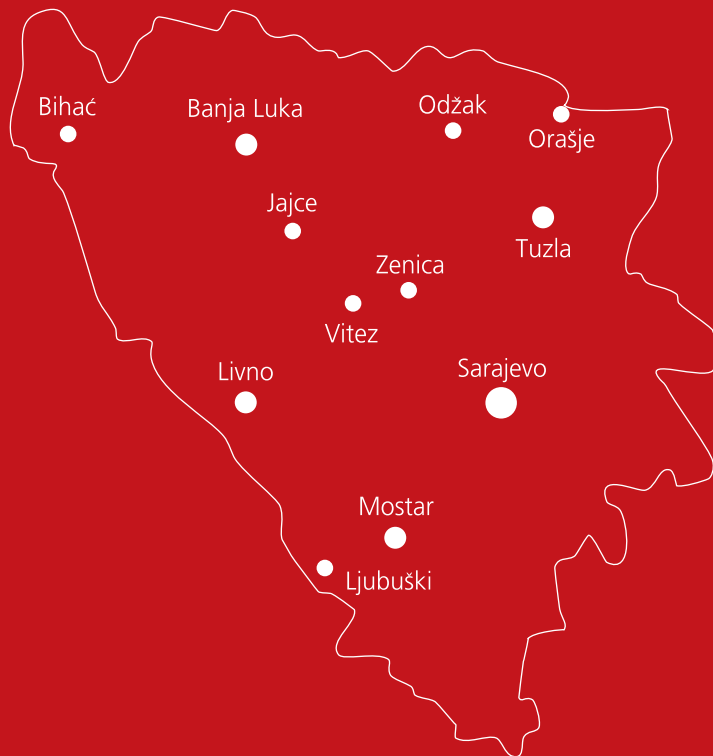 Bihać
Banja Luka
Odžak
Orašje
Jajce
Tuzla
Zenica
Vitez
Livno
Sarajevo
Mostar
Ljubuški